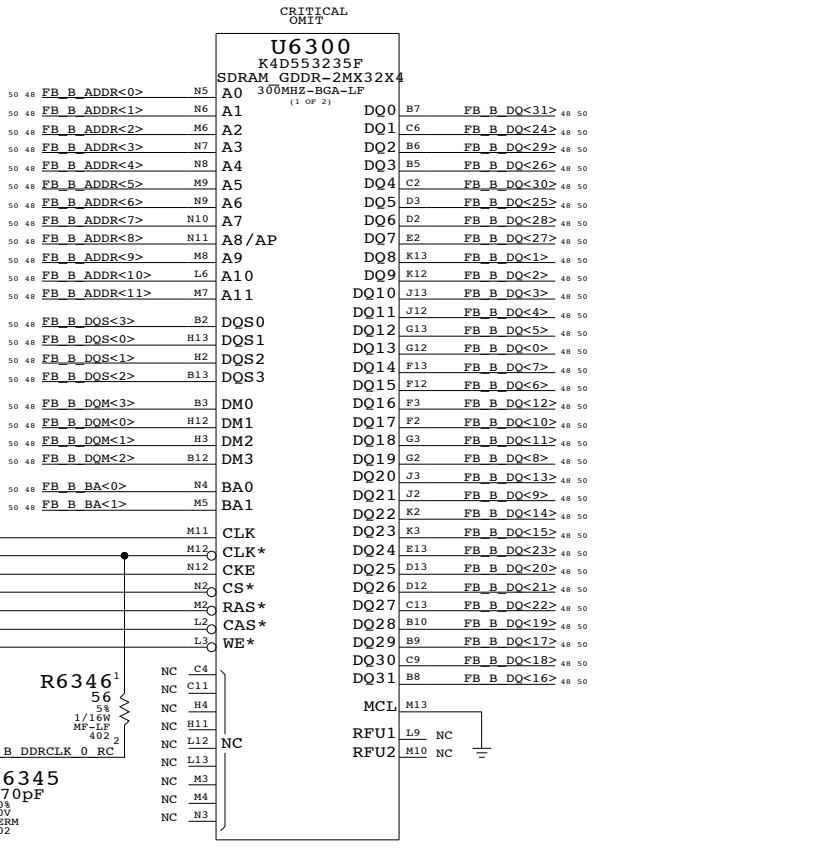 CRITICAL
OMIT
U6300
K4D553235F
SDRAM_GDDR-2MX32X4
300MHZ-BGA-LF
(1 OF 2)
50 48 FB_B_ADDR<0> N5 A0
50 48 FB_B_ADDR<1> N6 A1
50 48 FB_B_ADDR<2> M6 A2
50 48 FB_B_ADDR<3> N7 A3
50 48 FB_B_ADDR<4> N8 A4
50 48 FB_B_ADDR<5> M9 A5
50 48 FB_B_ADDR<6> N9 A6
50 48 FB_B_ADDR<7> N10 A7
50 48 FB_B_ADDR<8> N11 A8/AP
50 48 FB_B_ADDR<9> M8 A9
50 48 FB_B_ADDR<10> L6 A10
50 48 FB_B_ADDR<11> M7 A11
50 48 FB_B_DQS<3> B2 DQS0
50 48 FB_B_DQS<0> H13 DQS1
50 48 FB_B_DQS<1> H2 DQS2
50 48 FB_B_DQS<2> B13 DQS3
50 48 FB_B_DQM<3> B3 DM0
50 48 FB_B_DQM<0> H12 DM1
50 48 FB_B_DQM<1> H3 DM2
50 48 FB_B_DQM<2> B12 DM3
50 48 FB_B_BA<0> N4 BA0
50 48 FB_B_BA<1> M5 BA1
M11 CLK
M12 CLK*
N12 CKE
N2 CS*
M2 RAS*
L2 CAS*
L3 WE*
NC C4
NC C11
NC H4
NC H11
NC L12 NC
NC L13
NC M3
NC M4
NC N3
DQ0 B7 FB_B_DQ<31> 48 50
DQ1 C6 FB_B_DQ<24> 48 50
DQ2 B6 FB_B_DQ<29> 48 50
DQ3 B5 FB_B_DQ<26> 48 50
DQ4 C2 FB_B_DQ<30> 48 50
DQ5 D3 FB_B_DQ<25> 48 50
DQ6 D2 FB_B_DQ<28> 48 50
DQ7 E2 FB_B_DQ<27> 48 50
DQ8 K13 FB_B_DQ<1> 48 50
DQ9 K12 FB_B_DQ<2> 48 50
DQ10 J13 FB_B_DQ<3> 48 50
DQ11 J12 FB_B_DQ<4> 48 50
DQ12 G13 FB_B_DQ<5> 48 50
DQ13 G12 FB_B_DQ<0> 48 50
DQ14 F13 FB_B_DQ<7> 48 50
DQ15 F12 FB_B_DQ<6> 48 50
DQ16 F3 FB_B_DQ<12> 48 50
DQ17 F2 FB_B_DQ<10> 48 50
DQ18 G3 FB_B_DQ<11> 48 50
DQ19 G2 FB_B_DQ<8> 48 50
DQ20 J3 FB_B_DQ<13> 48 50
DQ21 J2 FB_B_DQ<9> 48 50
DQ22 K2 FB_B_DQ<14> 48 50
DQ23 K3 FB_B_DQ<15> 48 50
DQ24 E13 FB_B_DQ<23> 48 50
DQ25 D13 FB_B_DQ<20> 48 50
DQ26 D12 FB_B_DQ<21> 48 50
DQ27 C13 FB_B_DQ<22> 48 50
DQ28 B10 FB_B_DQ<19> 48 50
DQ29 B9 FB_B_DQ<17> 48 50
DQ30 C9 FB_B_DQ<18> 48 50
DQ31 B8 FB_B_DQ<16> 48 50
MCL M13
RFU1 L9 NC
RFU2 M10 NC
R6346 1
56
5%
1/16W
MF-LF
402
2
B_DDRCLK_0_RC
6345
70pF
0%
0V
ERM
02